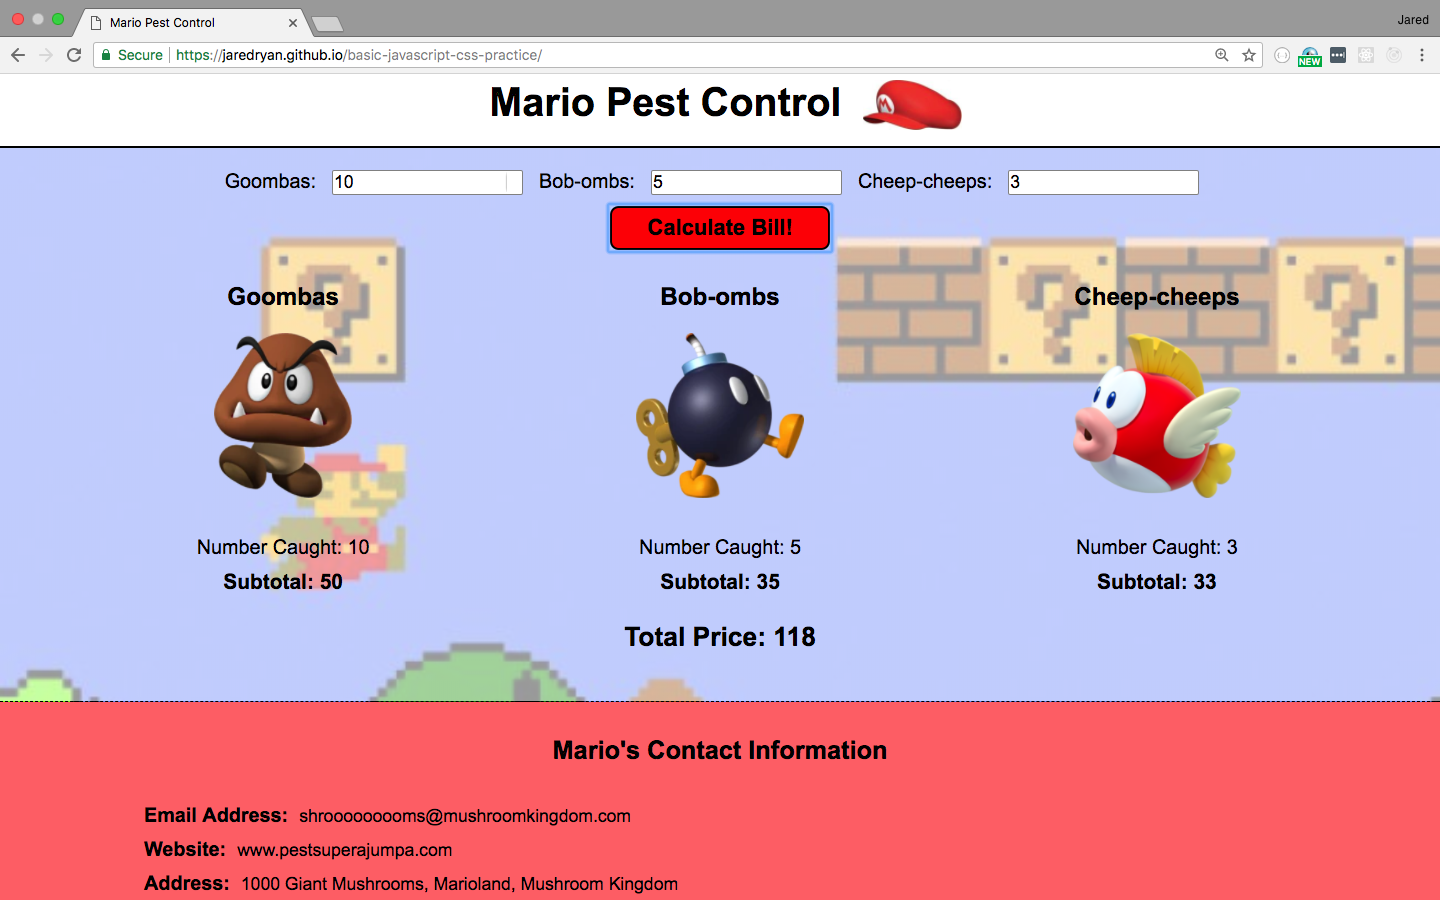 Mario Pest Control
Jared
Secure https://jaredryan.github.io/basic-javascript-css-practice/
NEW
Mario Pest Control
M
Goombas: 10 Bob-ombs: 5 Cheep-cheeps: 3
Calculate Bill!
? ? ?
Goombas Bob-ombs Cheep-cheeps
Number Caught: 10 Number Caught: 5 Number Caught: 3
Subtotal: 50 Subtotal: 35 Subtotal: 33
Total Price: 118
Mario's Contact Information
Email Address: shroooooooooms@mushroomkingdom.com
Website: www.pestsuperajumpa.com
Address: 1000 Giant Mushrooms, Marioland, Mushroom Kingdom